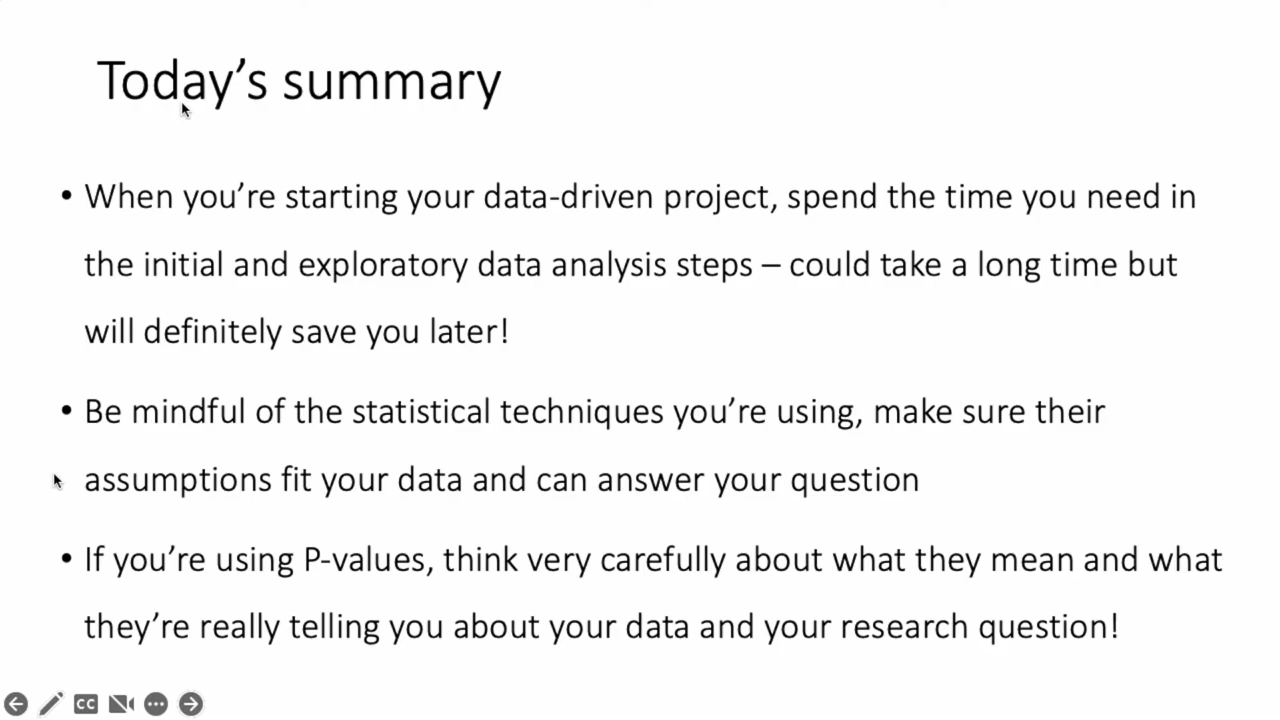 Today’s summary
• When you’re starting your data-driven project, spend the time you need in
the initial and exploratory data analysis steps – could take a long time but
will definitely save you later!
• Be mindful of the statistical techniques you’re using, make sure their
assumptions fit your data and can answer your question
• If you’re using P-values, think very carefully about what they mean and what
they’re really telling you about your data and your research question!
CC